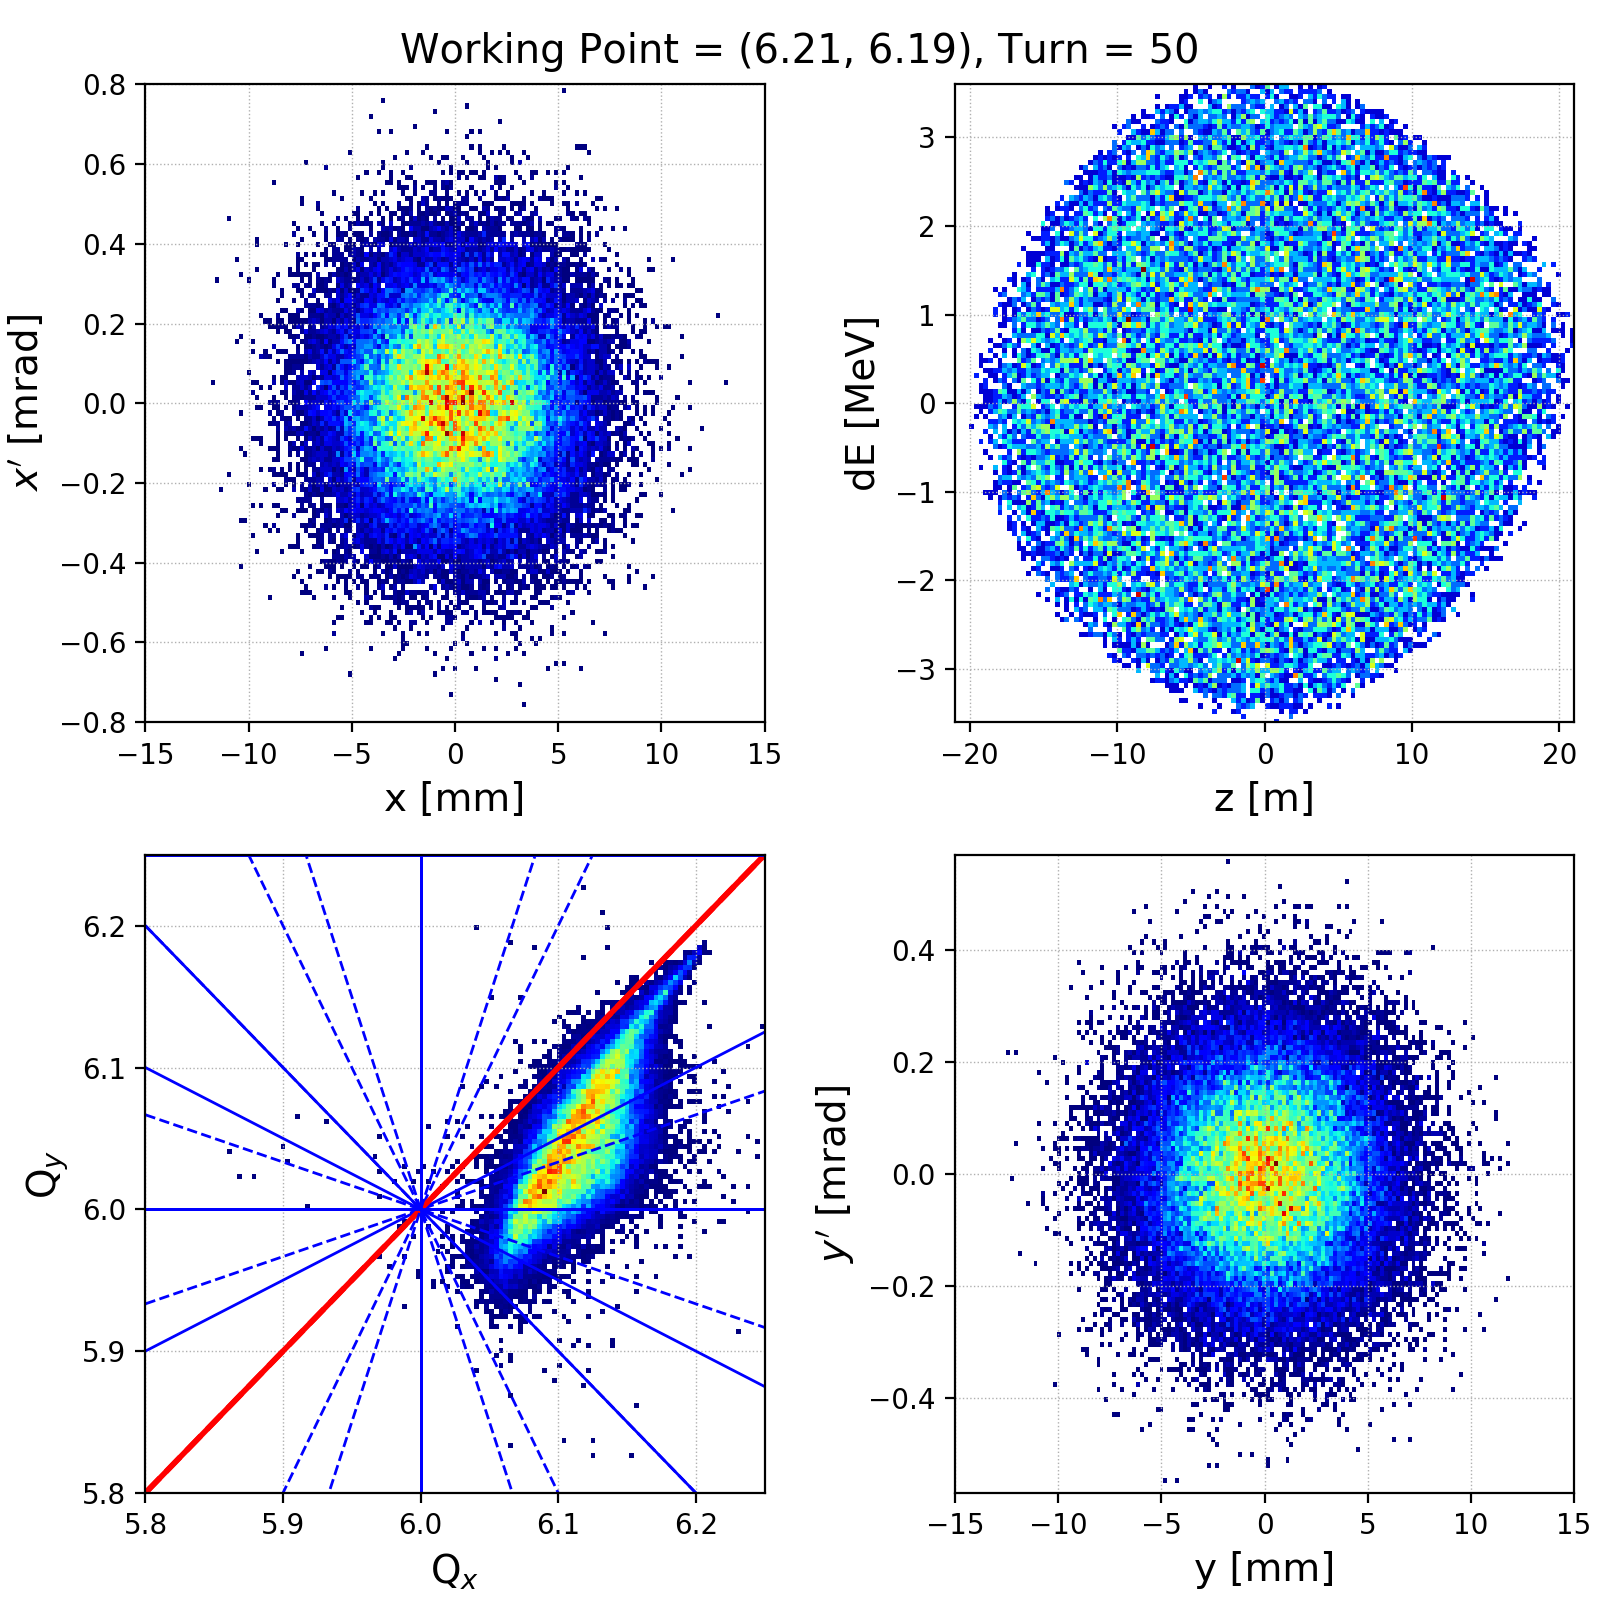 Working Point = (6.21, 6.19), Turn = 50
0.8
0.6
0.4
0.2
0.0
−0.2
−0.4
−0.6
−0.8
x′ [mrad]
−15 −10 −5 0 5 10 15
x [mm]
3
2
1
0
−1
−2
−3
dE [MeV]
−20 −10 0 10 20
z [m]
6.2
6.1
6.0
5.9
5.8
Qy
5.8 5.9 6.0 6.1 6.2
Qx
0.4
0.2
0.0
−0.2
−0.4
y′ [mrad]
−15 −10 −5 0 5 10 15
y [mm]